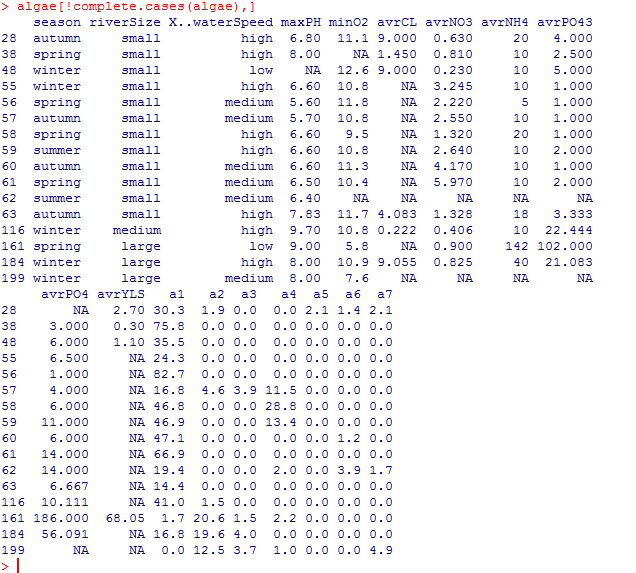 > algae[!complete.cases(algae),]
season riverSize X..waterSpeed maxPH minO2 avrCL avrNO3 avrNH4 avrPO43
28 autumn small high 6.80 11.1 9.000 0.630 20 4.000
38 spring small high 8.00 NA 1.450 0.810 10 2.500
48 winter small low NA 12.6 9.000 0.230 10 5.000
55 winter small high 6.60 10.8 NA 3.245 10 1.000
56 spring small medium 5.60 11.8 NA 2.220 5 1.000
57 autumn small medium 5.70 10.8 NA 2.550 10 1.000
58 spring small high 6.60 9.5 NA 1.320 20 1.000
59 summer small high 6.60 10.8 NA 2.640 10 2.000
60 autumn small medium 6.60 11.3 NA 4.170 10 1.000
61 spring small medium 6.50 10.4 NA 5.970 10 2.000
62 summer small medium 6.40 NA NA NA NA NA
63 autumn small high 7.83 11.7 4.083 1.328 18 3.333
116 winter medium high 9.70 10.8 0.222 0.406 10 22.444
161 spring large low 9.00 5.8 NA 0.900 142 102.000
184 winter large high 8.00 10.9 9.055 0.825 40 21.083
199 winter large medium 8.00 7.6 NA NA NA NA
avrPO4 avrYLS a1 a2 a3 a4 a5 a6 a7
28 NA 2.70 30.3 1.9 0.0 0.0 2.1 1.4 2.1
38 3.000 0.30 75.8 0.0 0.0 0.0 0.0 0.0 0.0
48 6.000 1.10 35.5 0.0 0.0 0.0 0.0 0.0 0.0
55 6.500 NA 24.3 0.0 0.0 0.0 0.0 0.0 0.0
56 1.000 NA 82.7 0.0 0.0 0.0 0.0 0.0 0.0
57 4.000 NA 16.8 4.6 3.9 11.5 0.0 0.0 0.0
58 6.000 NA 46.8 0.0 0.0 28.8 0.0 0.0 0.0
59 11.000 NA 46.9 0.0 0.0 13.4 0.0 0.0 0.0
60 6.000 NA 47.1 0.0 0.0 0.0 0.0 1.2 0.0
61 14.000 NA 66.9 0.0 0.0 0.0 0.0 0.0 0.0
62 14.000 NA 19.4 0.0 0.0 2.0 0.0 3.9 1.7
63 6.667 NA 14.4 0.0 0.0 0.0 0.0 0.0 0.0
116 10.111 NA 41.0 1.5 0.0 0.0 0.0 0.0 0.0
161 186.000 68.05 1.7 20.6 1.5 2.2 0.0 0.0 0.0
184 56.091 NA 16.8 19.6 4.0 0.0 0.0 0.0 0.0
199 NA NA 0.0 12.5 3.7 1.0 0.0 0.0 4.9
>